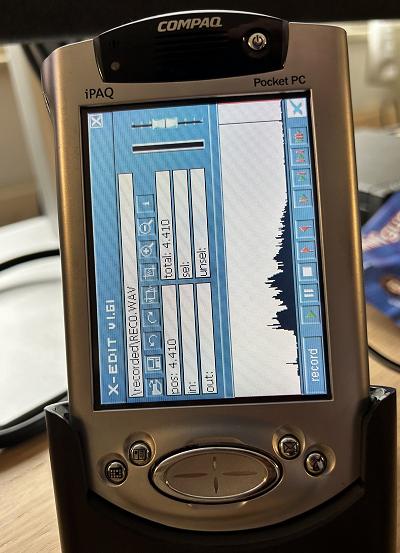 COMPAQ
iPAQ
Pocket PC
X-EDIT v1.61
\recorded\REC0.WAV
pos: 4.410
total: 4.410
in:
sel:
out:
unsel:
record